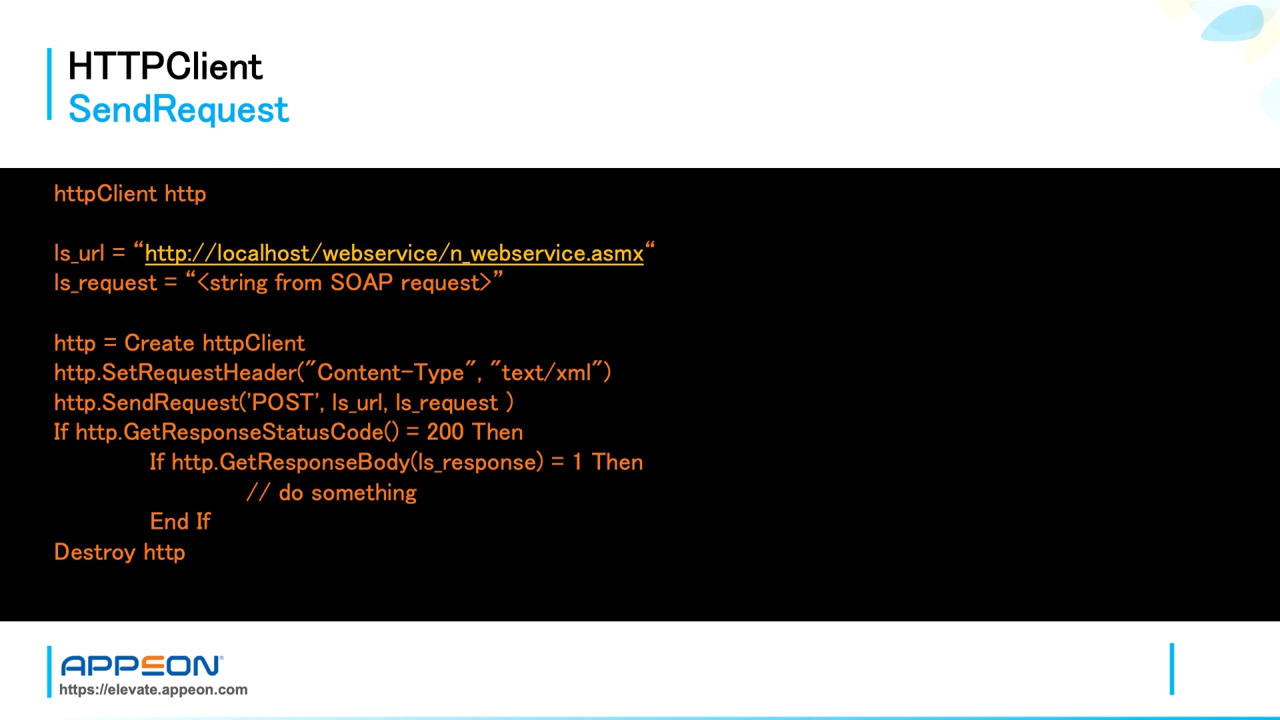 HTTPClient
SendRequest
httpClient http
ls_url = “http://localhost/webservice/n_webservice.asmx“
ls_request = “<string from SOAP request>”
http = Create httpClient
http.SetRequestHeader("Content-Type", "text/xml")
http.SendRequest('POST', ls_url, ls_request )
If http.GetResponseStatusCode() = 200 Then
If http.GetResponseBody(ls_response) = 1 Then
// do something
End If
Destroy http
APPEON®
https://elevate.appeon.com